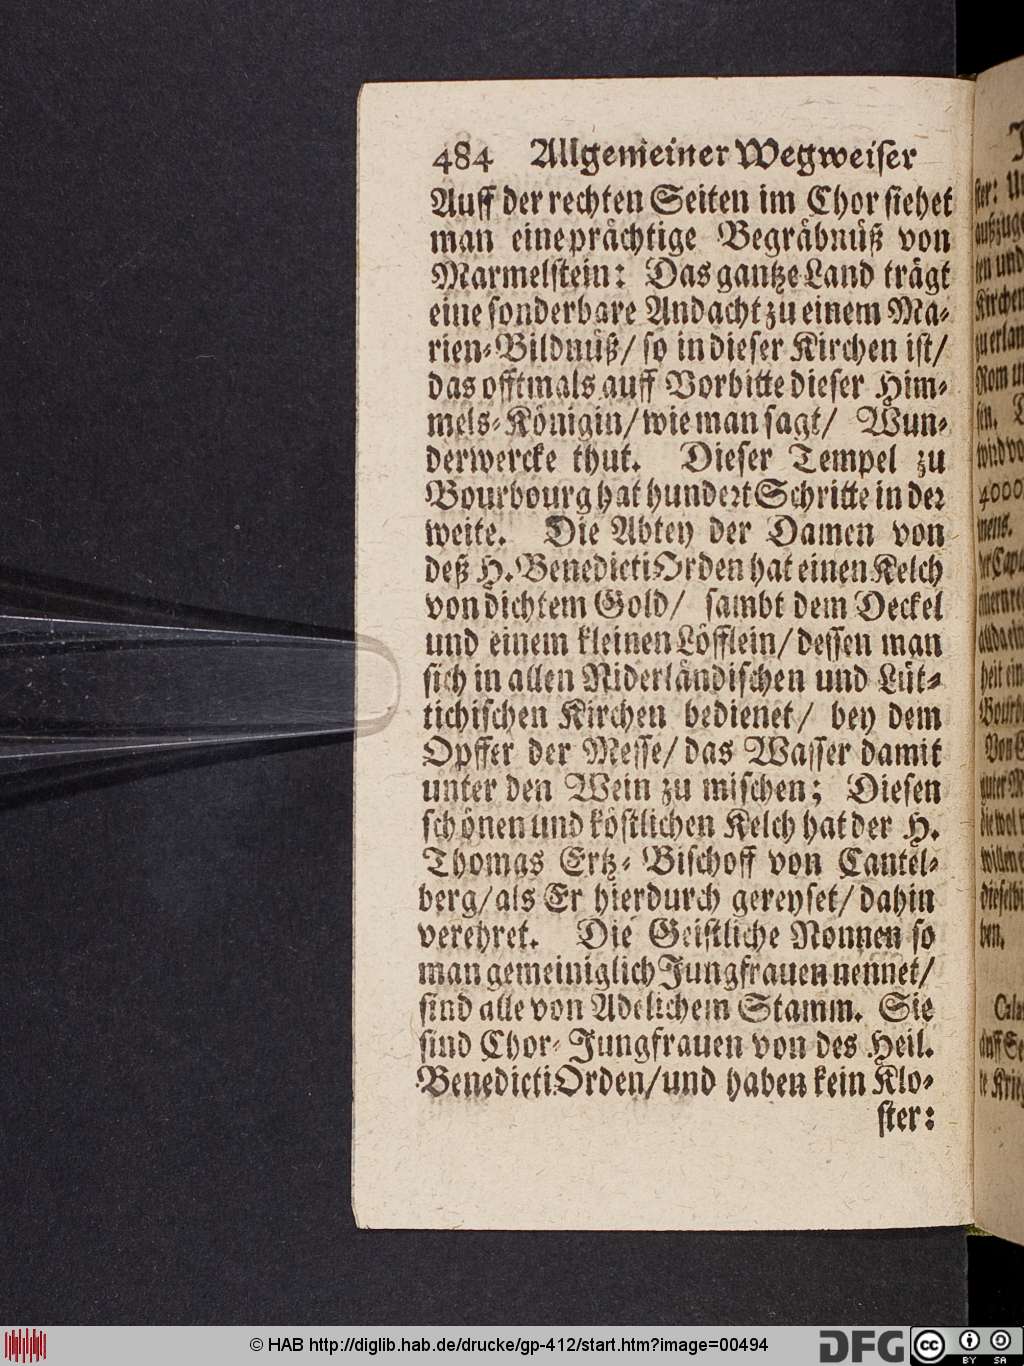 484 Allgemeiner Wegweiser
Auff der rechten Seiten im Chor siehet
man eine prächtige Begräbnüß von
Marmelstein: Das gantze Land trägt
eine sonderbare Andacht zu einem Ma-
rien-Bildnüß/ so in dieser Kirchen ist/
das offtmals auff Vorbitte dieser Him-
mels-Königin/ wie man sagt/ Wun-
derwercke thut. Dieser Tempel zu
Bourbourg hat hundert Schritte in der
weite. Die Abtey der Damen von
deß H. Benedicti Orden hat einen Kelch
von dichtem Gold/ sambt dem Deckel
und einem kleinen Löfflein/ dessen man
sich in allen Niderländischen und Lüt-
tichischen Kirchen bedienet/ bey dem
Opffer der Messe/ das Wasser damit
unter den Wein zu mischen; Diesen
schönen und köstlichen Kelch hat der H.
Thomas Ertz-Bischoff von Cantel-
berg/ als Er hierdurch gereyset/ dahin
verehret. Die Geistliche Nonnen so
man gemeiniglich Jungfrauen nennet/
sind alle von Adelichem Stamm. Sie
sind Chor-Jungfrauen von des Heil.
Benedicti Orden/ und haben kein Klo-
ster:
© HAB http://diglib.hab.de/drucke/gp-412/start.htm?image=00494
DFG
cc BY SA